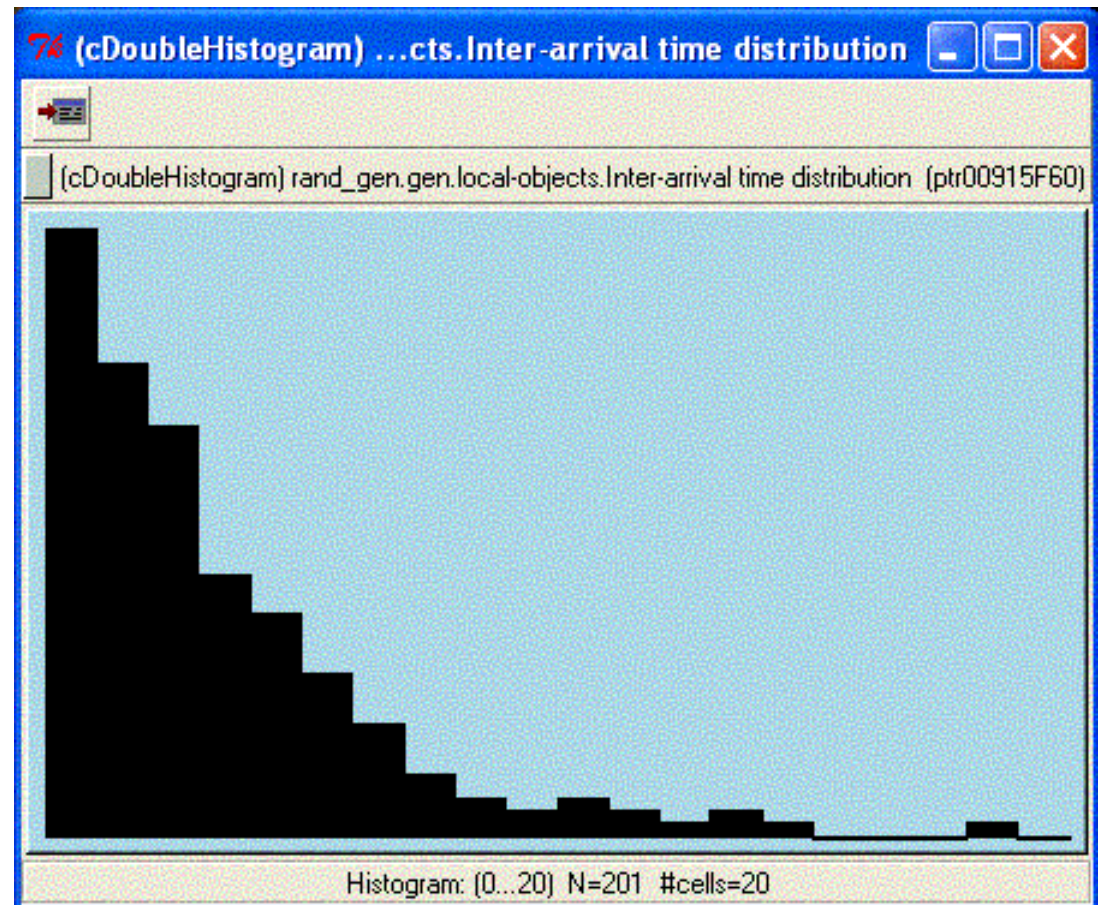 7% (cDoubleHistogram) ...cts.Inter-arrival time distribution
(cDoubleHistogram) rand_gen.gen.local-objects.Inter-arrival time distribution (ptr00915F60)
Histogram: (0...20) N=201 #cells=20